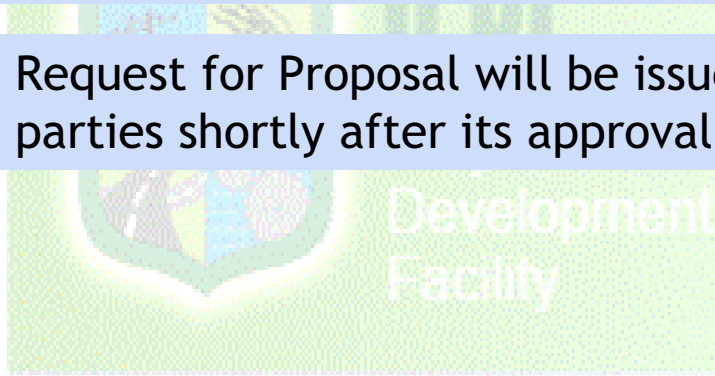 Request for Proposal will be issu
parties shortly after its approval
Development
Facility